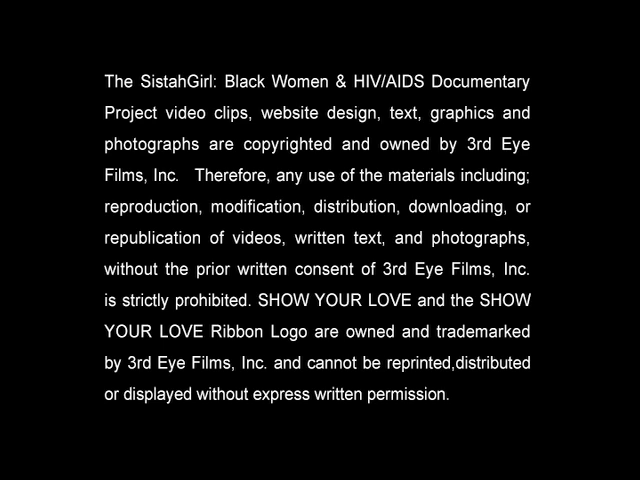 The SistahGirl: Black Women & HIV/AIDS Documentary
Project video clips, website design, text, graphics and
photographs are copyrighted and owned by 3rd Eye
Films, Inc.   Therefore, any use of the materials including;
reproduction, modification, distribution, downloading, or
republication of videos, written text, and photographs,
without the prior written consent of 3rd Eye Films, Inc.
is strictly prohibited. SHOW YOUR LOVE and the SHOW
YOUR LOVE Ribbon Logo are owned and trademarked
by 3rd Eye Films, Inc. and cannot be reprinted,distributed
or displayed without express written permission.